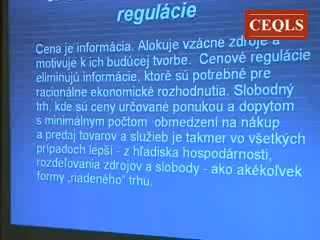 CEQLS
regulácie
Cena je informácia. Alokuje vzácne zdroje a
motivuje k ich budúcej tvorbe. Cenové regulácie
eliminujú informácie, ktoré sú potrebné pre
racionálne ekonomické rozhodnutia. Slobodný
trh, kde sú ceny určované ponukou a dopytom
s minimálnym počtom obmedzení na nákup
a predaj tovarov a služieb je takmer vo všetkých
prípadoch lepší - z hľadiska hospodárnosti,
rozdeľovania zdrojov a slobody - ako akékoľvek
formy „riadeného“ trhu.